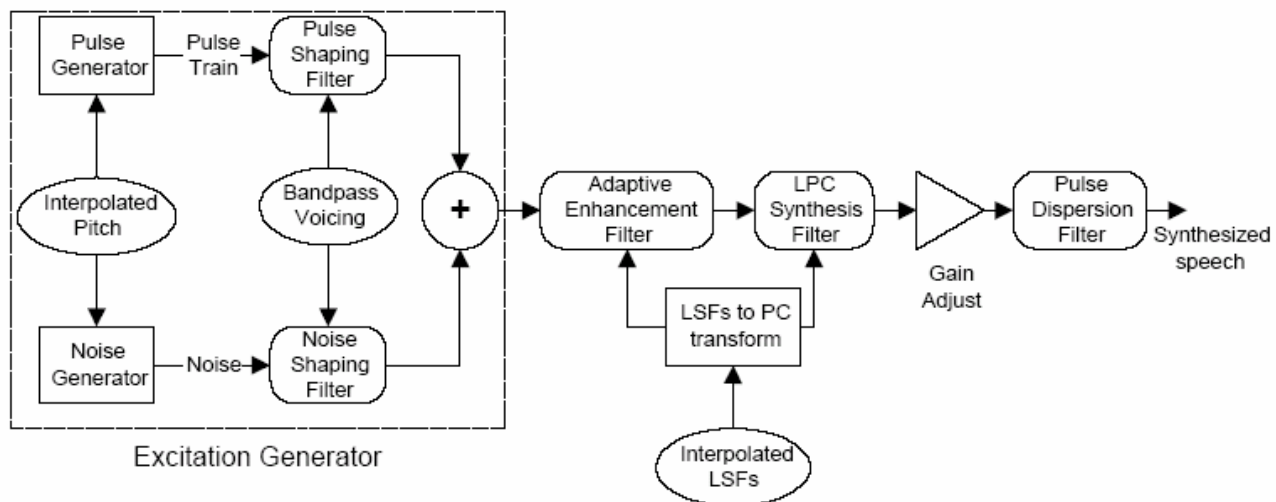 Pulse
Generator
Pulse
Train
Pulse
Shaping
Filter
Interpolated
Pitch
Bandpass
Voicing
+
Noise
Generator
Noise
Noise
Shaping
Filter
Excitation Generator
Adaptive
Enhancement
Filter
LPC
Synthesis
Filter
Gain
Adjust
Pulse
Dispersion
Filter
Synthesized
speech
LSFs to PC
transform
Interpolated
LSFs